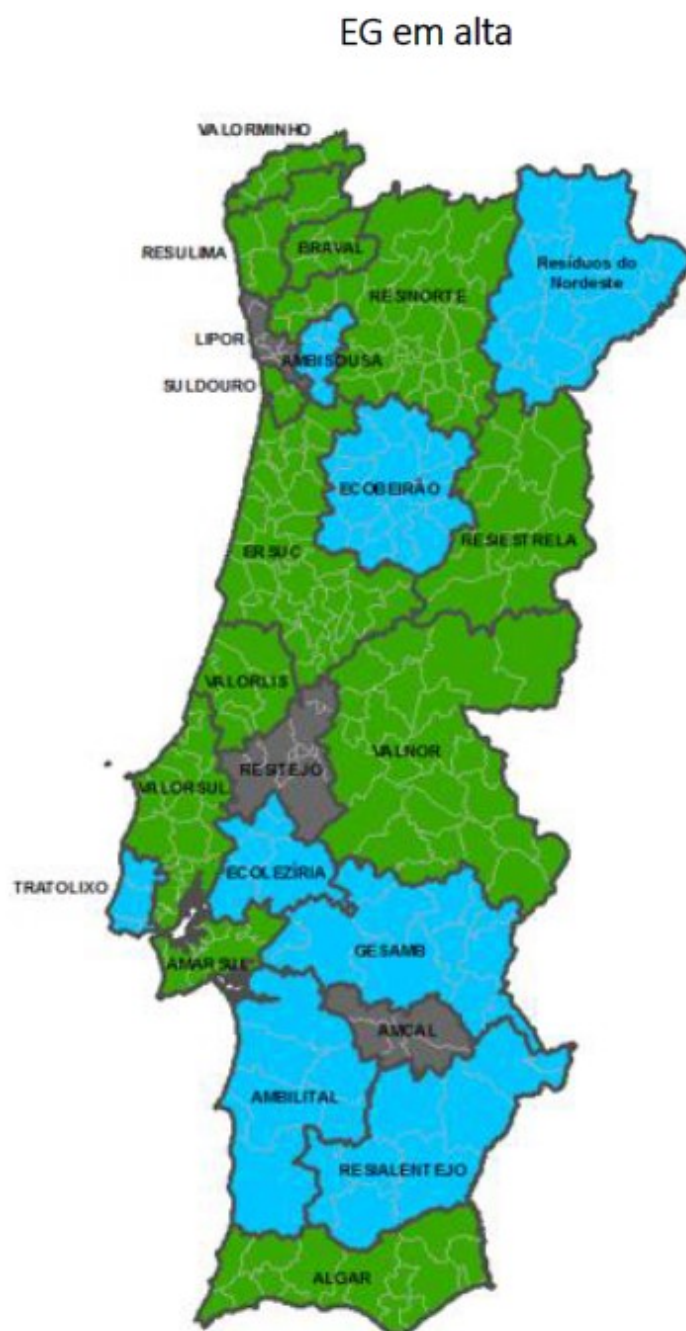 EG em alta
VALORMINHO
BRAVAL
RESULIMA
Resíduos do
Nordeste
RESINORTE
LIPOR
AMBISOUSA
SULDOURO
ECOBEIRÃO
RESIESTRELA
ERSUC
VALORLIS
VALNOR
RESITEJO
VALORSUL
ECOLEZÍRIA
TRATOLIXO
GESAMB
AMARSUL
AMCAL
AMBILITAL
RESIALENTEJO
ALGAR